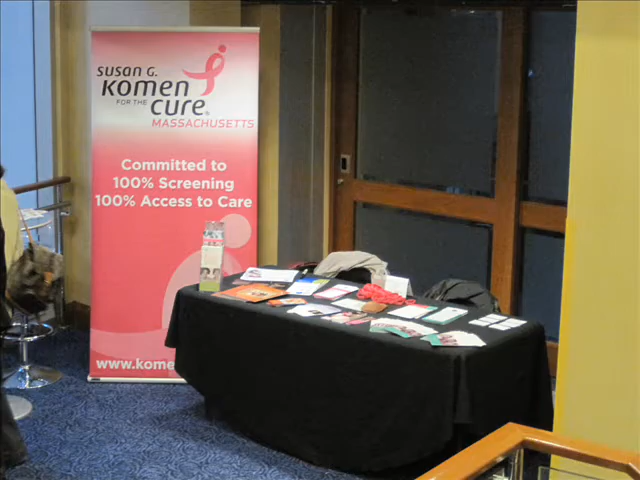 SUSAN G.
Komen
FOR THE
CURE®
MASSACHUSETTS
Committed to
100% Screening
100% Access to Care
www.kome